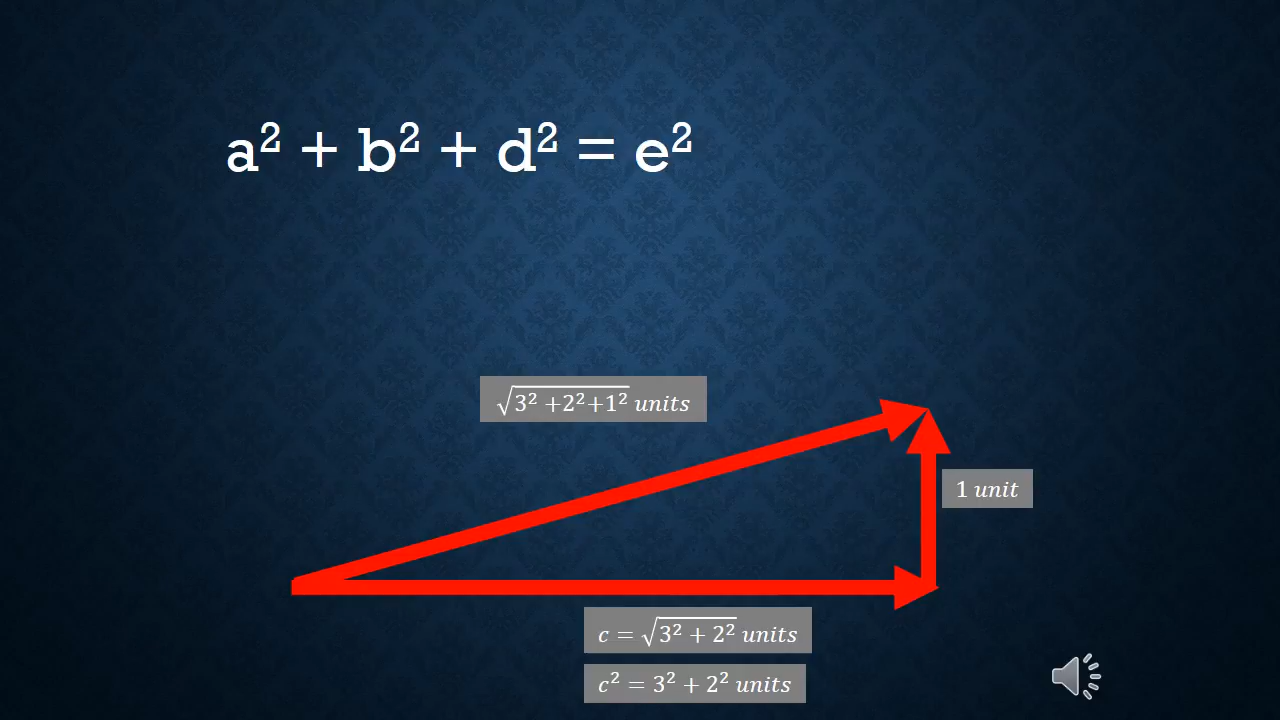 a² + b² + d² = e²
√3² +2²+1² units
1 unit
c = √3² + 2² units
c² = 3² + 2² units